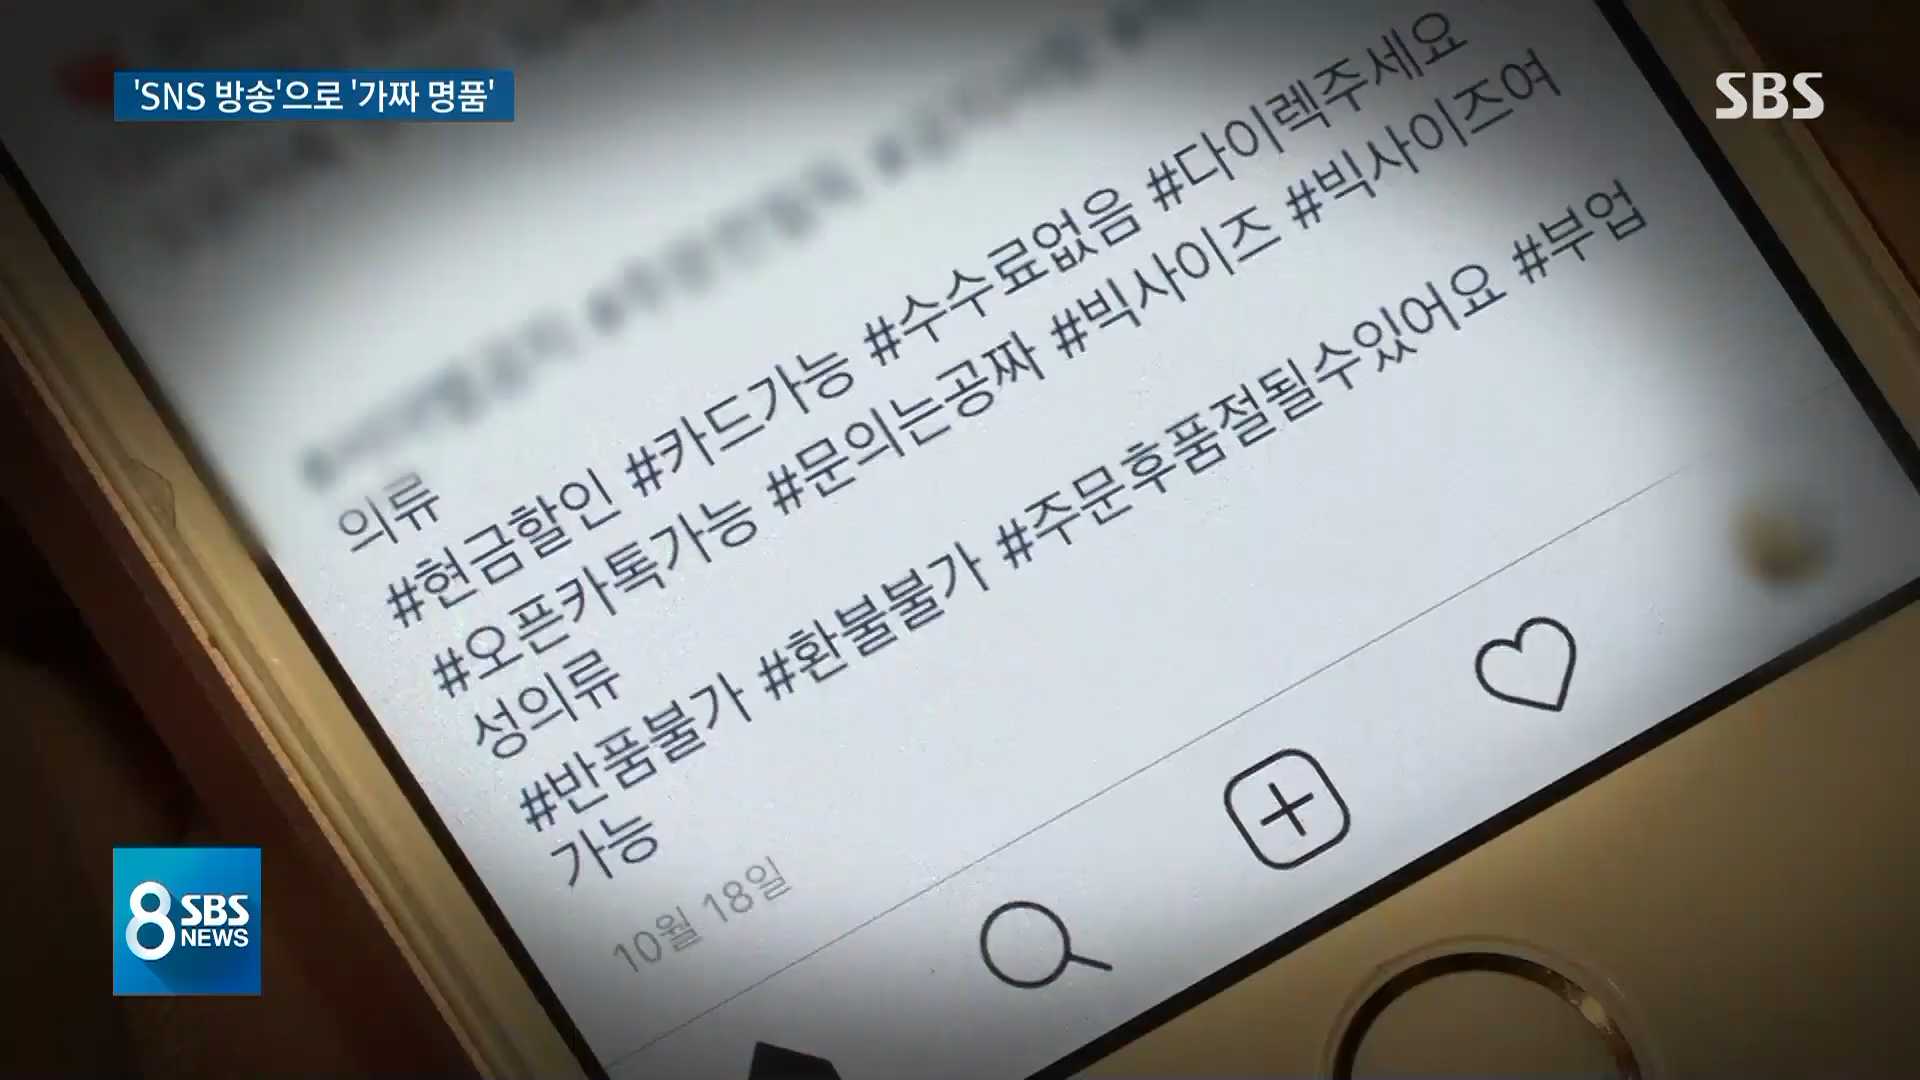 'SNS 방송'으로 '가짜 명품'
SBS
의류
#현금할인 #카드가능 #수수료없음 #다이렉주세요
#오픈카톡가능 #문의는공짜 #빅사이즈 #빅사이즈여
성의류
#반품불가 #환불불가 #주문후품절될수있어요 #부업
가능
10월 18일
8 SBS
NEWS